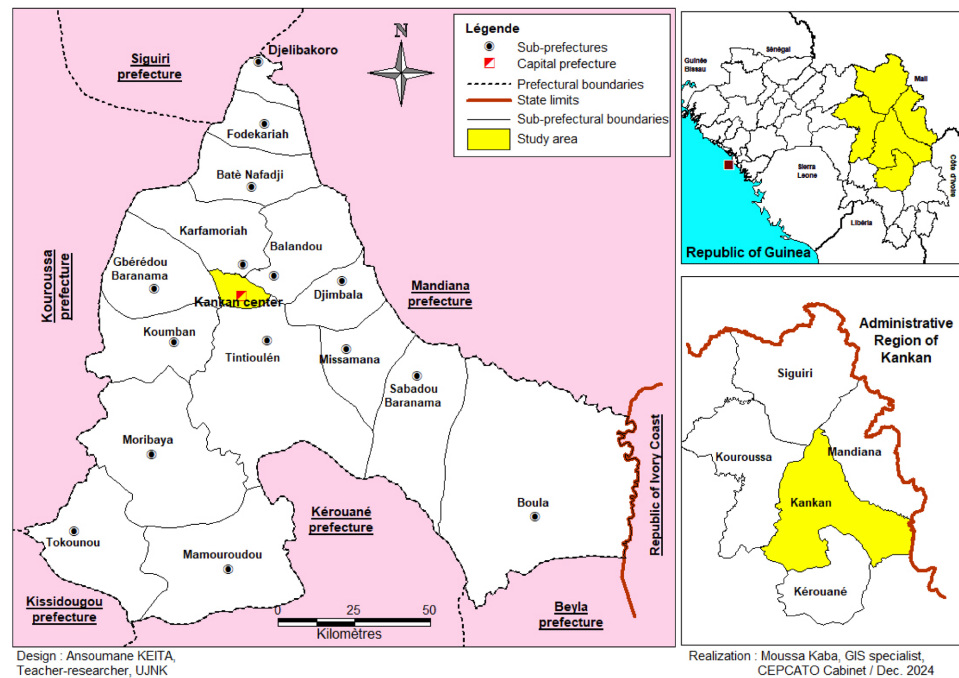 Siguiri
prefecture
Djelibakoro
N
Fodekariah
Batè Nafadji
Karfamoriah
Balandou
Gbérédou
Baranama
Kankan center
Djimbala
Mandiana
prefecture
Kouroussa
prefecture
Koumban
Tintioulén
Missamana
Sabadou
Baranama
Moribaya
Kérouané
prefecture
Boula
Republic of Ivory Coast
Tokounou
Mamouroudou
Kissidougou
prefecture
Beyla
prefecture
0 25 50
Kilomètres
Légende
Sub-prefectures
Capital prefecture
Prefectural boundaries
State limits
Sub-prefectural boundaries
Study area
Sénégal
Guinée
Bissau
Mali
Sierra
Leone
Côte d'Ivoire
Libéria
Republic of Guinea
Administrative
Region of
Kankan
Siguiri
Kouroussa
Mandiana
Kankan
Kérouané
Design : Ansoumane KEITA,
Teacher-researcher, UJNK
Realization : Moussa Kaba, GIS specialist,
CEPCATO Cabinet / Dec. 2024